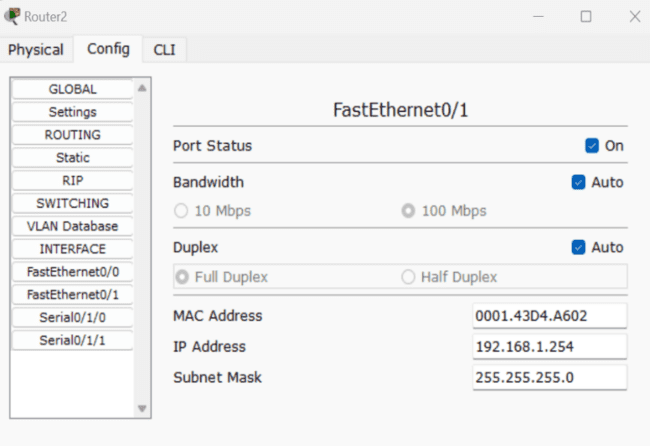 Router2
Physical Config CLI
GLOBAL
Settings
ROUTING
Static
RIP
SWITCHING
VLAN Database
INTERFACE
FastEthernet0/0
FastEthernet0/1
Serial0/1/0
Serial0/1/1
FastEthernet0/1
Port Status On
Bandwidth Auto
10 Mbps 100 Mbps
Duplex Auto
Full Duplex Half Duplex
MAC Address 0001.43D4.A602
IP Address 192.168.1.254
Subnet Mask 255.255.255.0